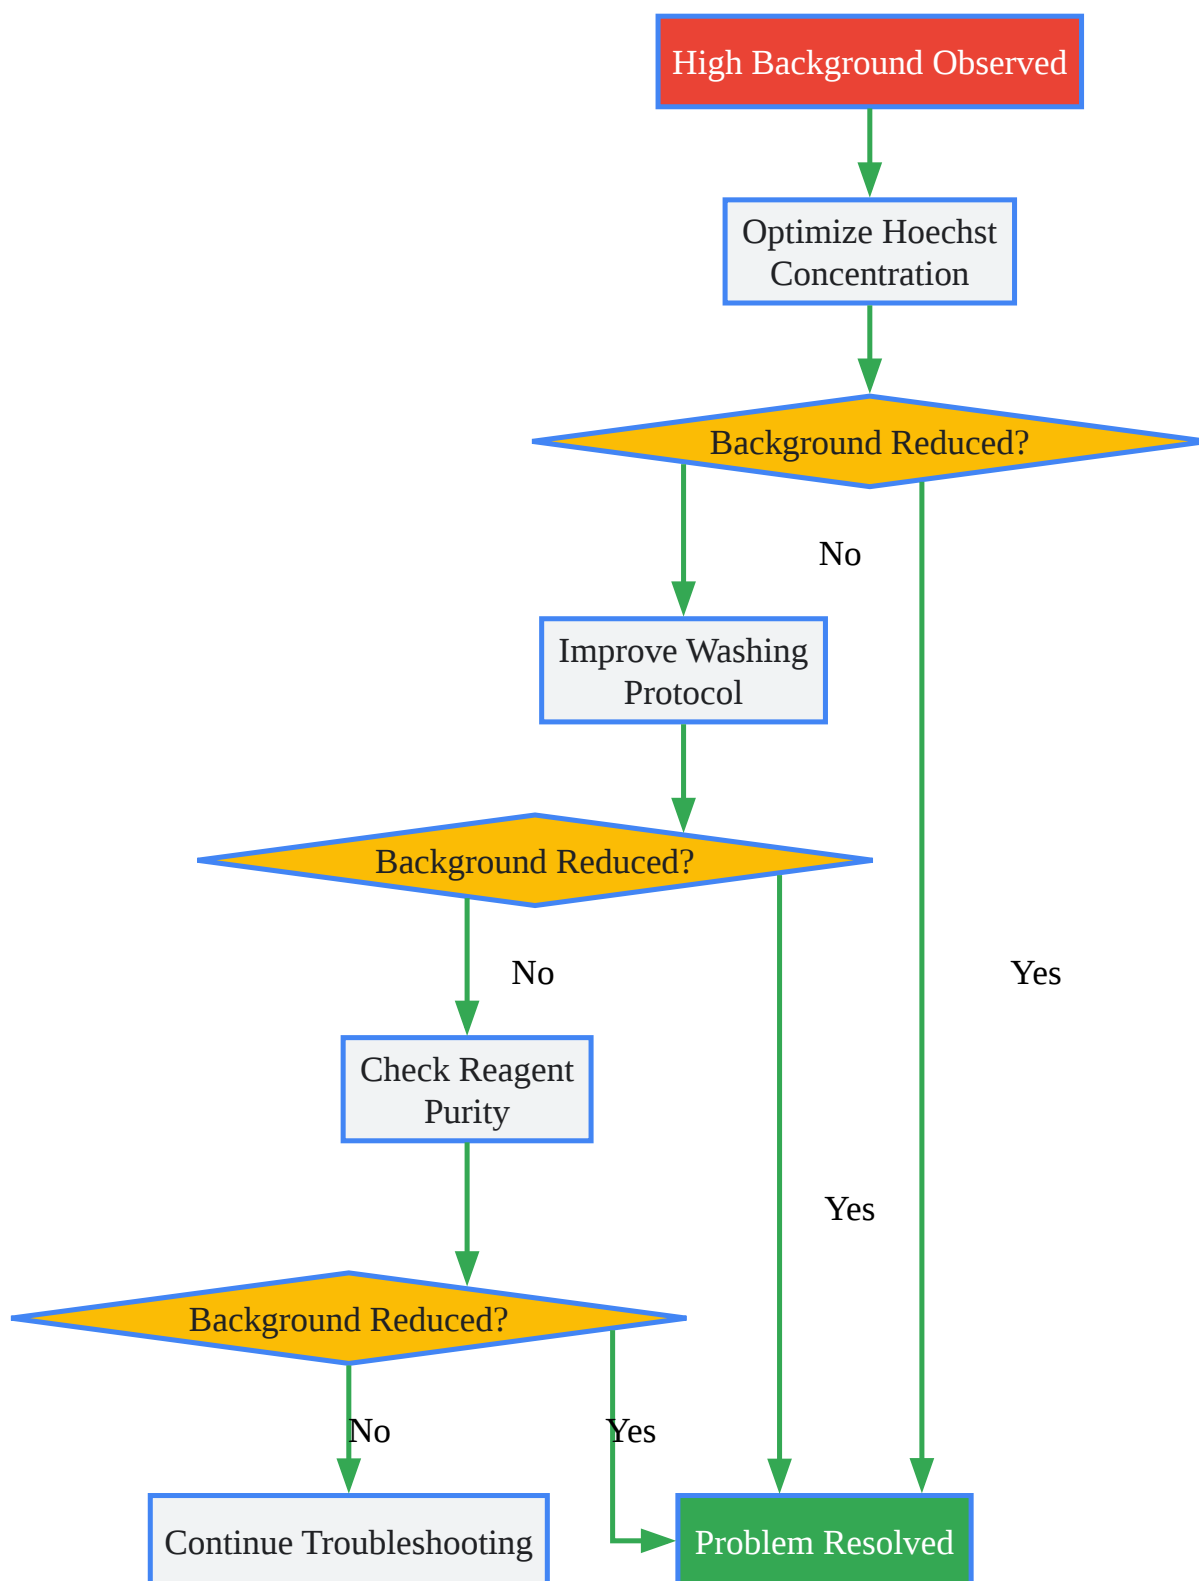 High Background Observed
Optimize Hoechst
Concentration
Background Reduced?
No
Improve Washing
Protocol
Background Reduced?
No
Yes
Check Reagent
Purity
Yes
Background Reduced?
No
Yes
Continue Troubleshooting
Problem Resolved